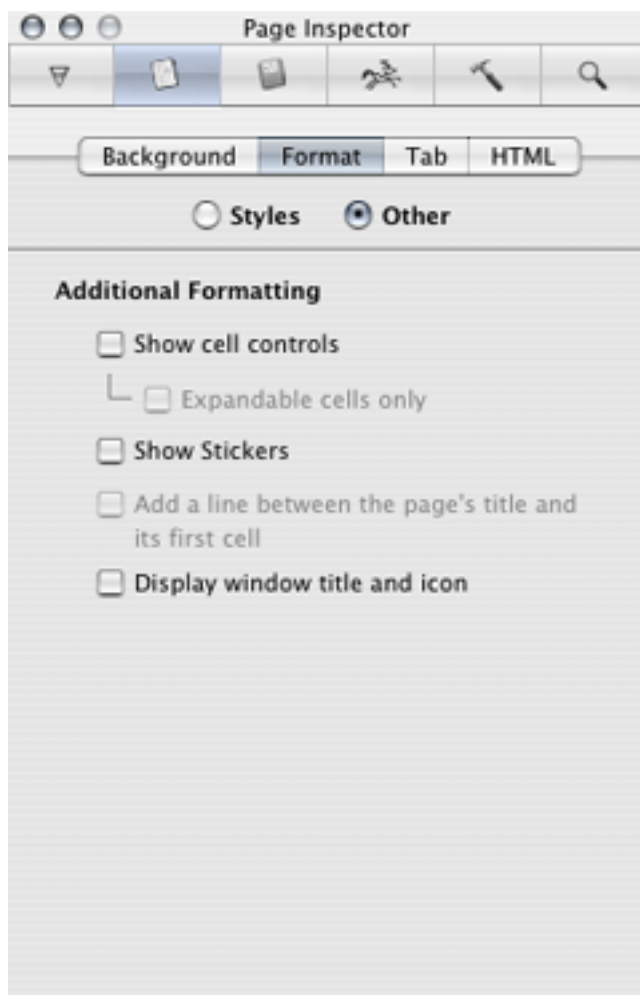 Page Inspector
Background Format Tab HTML
Styles Other
Additional Formatting
Show cell controls
Expandable cells only
Show Stickers
Add a line between the page's title and
its first cell
Display window title and icon